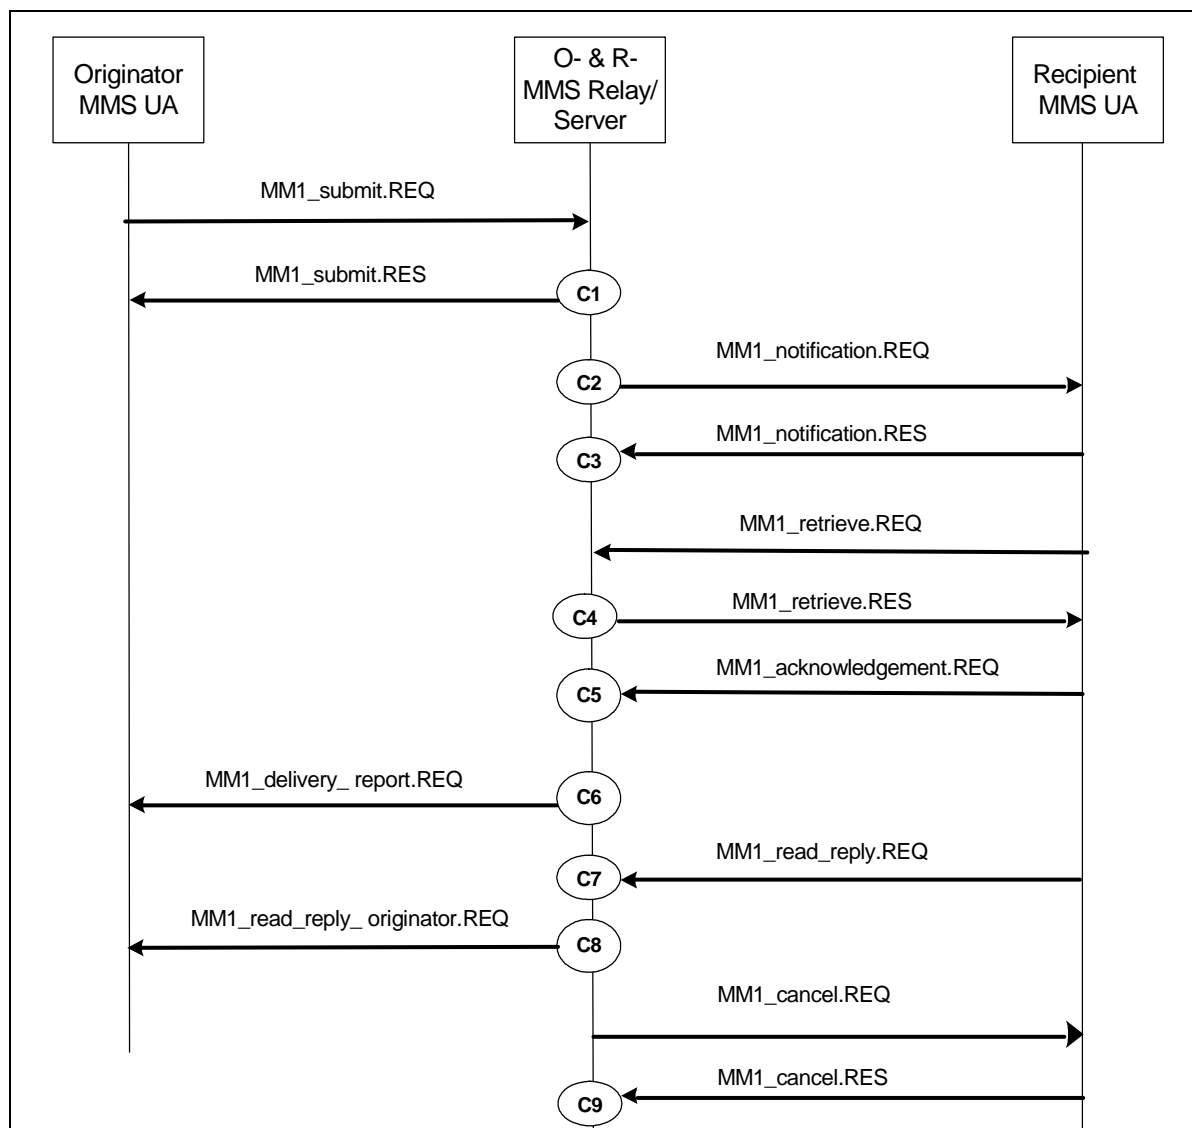 Originator
MMS UA
O- & R-
MMS Relay/
Server
Recipient
MMS UA
MM1_submit.REQ
MM1_submit.RES
C1
MM1_notification.REQ
C2
MM1_notification.RES
C3
MM1_retrieve.REQ
MM1_retrieve.RES
C4
MM1_acknowledgement.REQ
C5
MM1_delivery_ report.REQ
C6
MM1_read_reply.REQ
C7
MM1_read_reply_ originator.REQ
C8
MM1_cancel.REQ
MM1_cancel.RES
C9